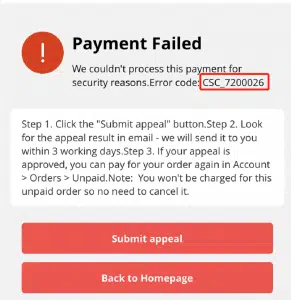 Payment Failed
We couldn't process this payment for
security reasons.Error code: CSC_7200026
Step 1. Click the "Submit appeal" button.Step 2. Look
for the appeal result in email - we will send it to you
within 3 working days.Step 3. If your appeal is
approved, you can pay for your order again in Account
> Orders > Unpaid.Note:  You won't be charged for this
unpaid order so no need to cancel it.
Submit appeal
Back to Homepage